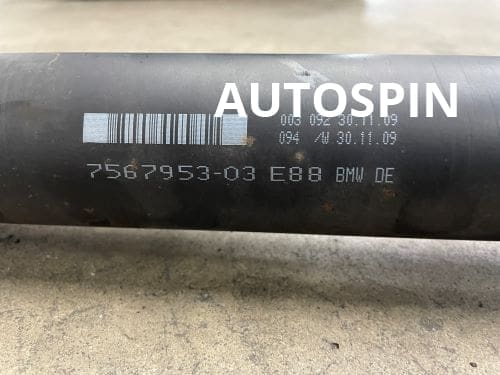 AUTOSPIN
003 092 30.11.09
094 /W 30.11.09
7567953-03 E88 BMW DE